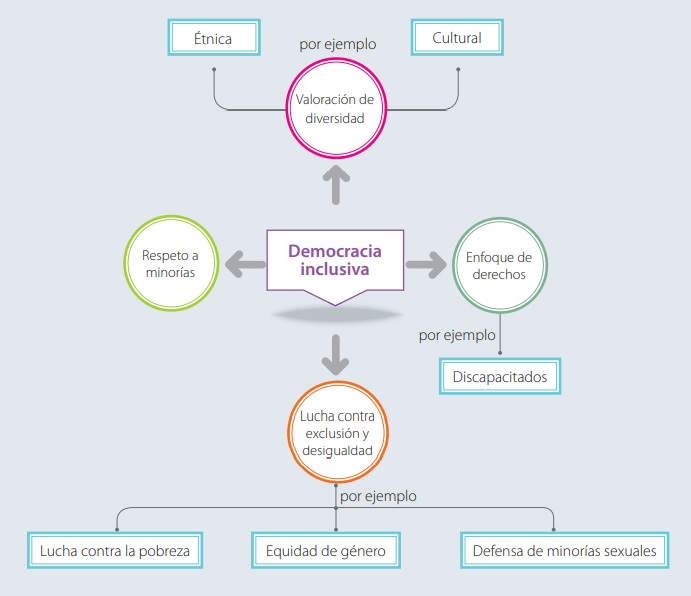 Étnica
por ejemplo
Cultural
Valoración de
diversidad
Respeto a
minorías
Democracia
inclusiva
Enfoque de
derechos
por ejemplo
Discapacitados
Lucha contra
exclusión y
desigualdad
por ejemplo
Lucha contra la pobreza
Equidad de género
Defensa de minorías sexuales